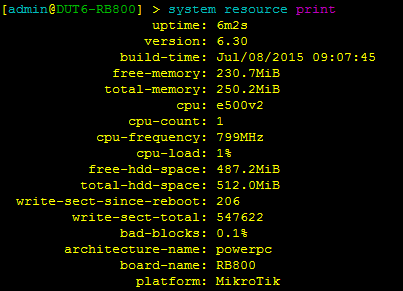 [admin@DUT6-RB800] > system resource print
uptime: 6m2s
version: 6.30
build-time: Jul/08/2015 09:07:45
free-memory: 230.7MiB
total-memory: 250.2MiB
cpu: e500v2
cpu-count: 1
cpu-frequency: 799MHz
cpu-load: 1%
free-hdd-space: 487.2MiB
total-hdd-space: 512.0MiB
write-sect-since-reboot: 206
write-sect-total: 547622
bad-blocks: 0.1%
architecture-name: powerpc
board-name: RB800
platform: MikroTik